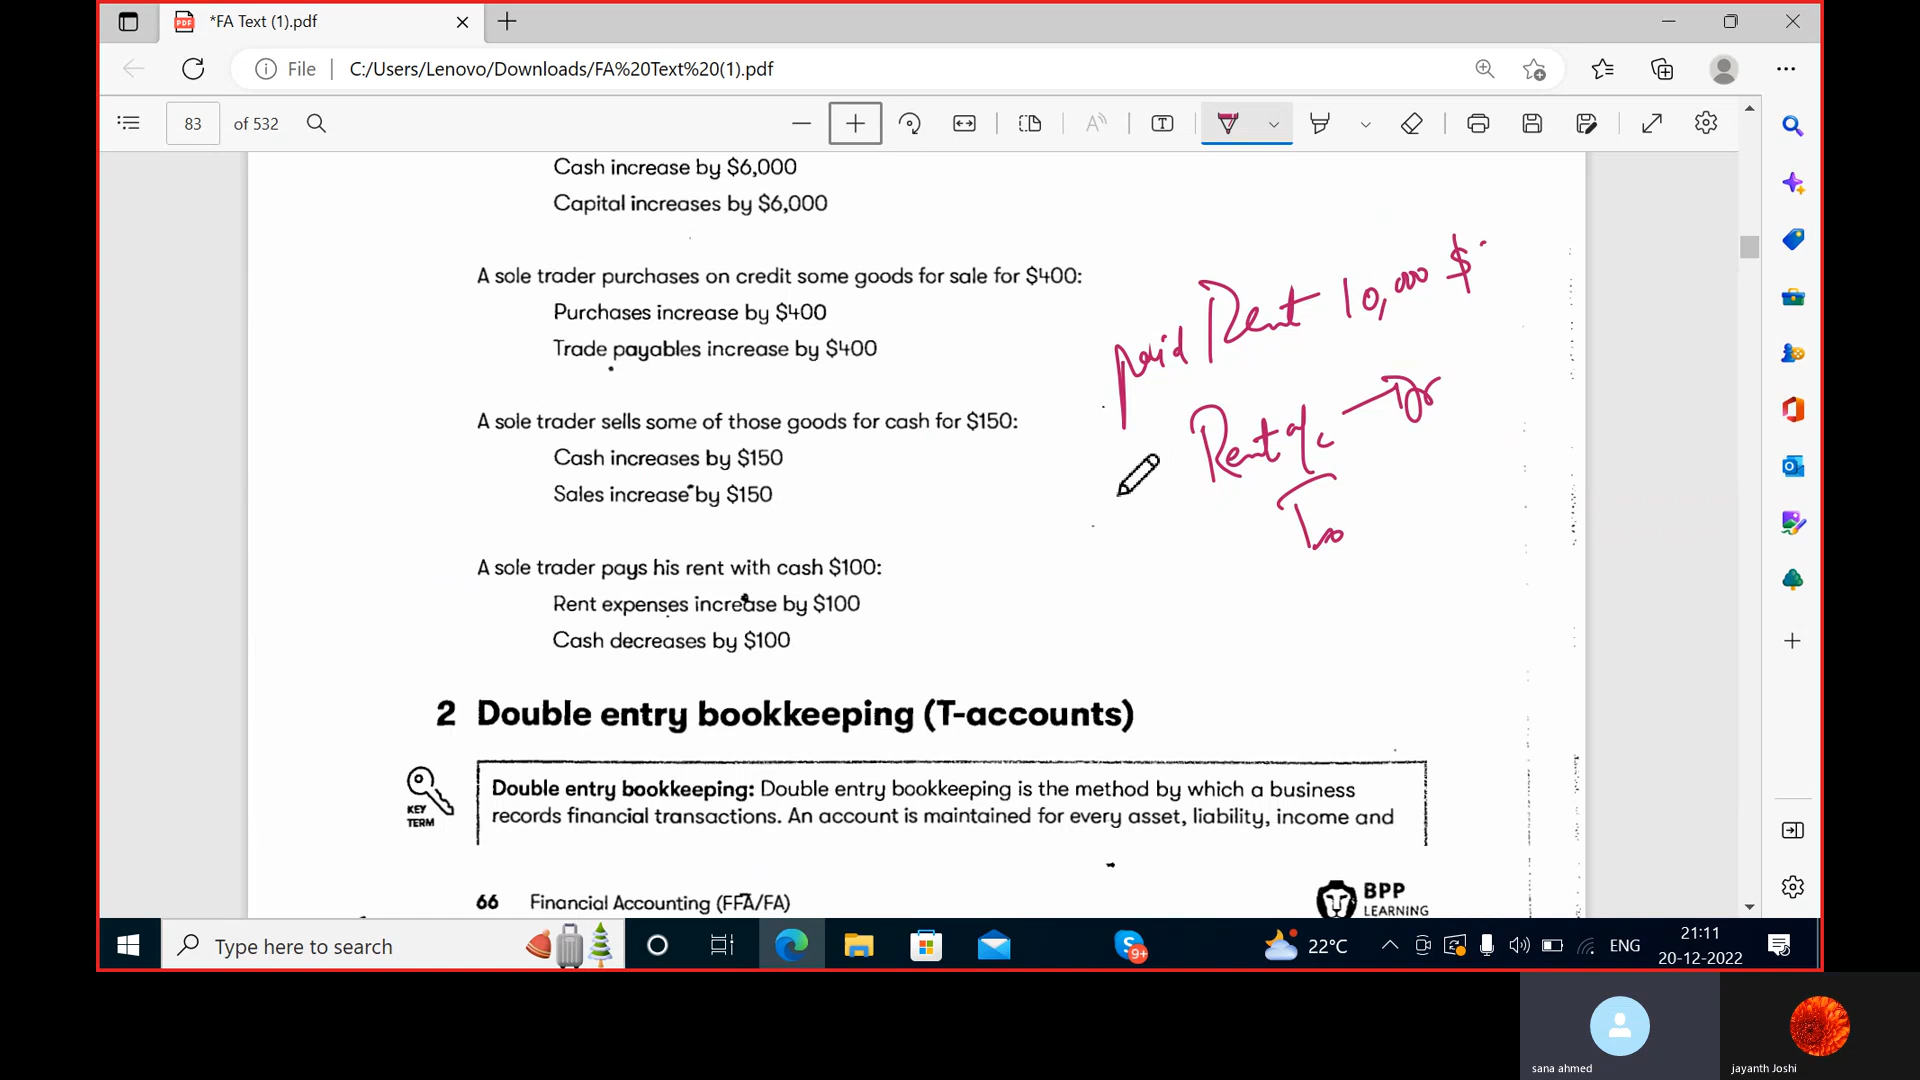 *FA Text (1).pdf
File C:/Users/Lenovo/Downloads/FA%20Text%20(1).pdf
83 of 532
Cash increase by $6,000
Capital increases by $6,000
A sole trader purchases on credit some goods for sale for $400:
Purchases increase by $400
Trade payables increase by $400
paid Rent 10,000 $
Rent a/c → Dr
To
A sole trader sells some of those goods for cash for $150:
Cash increases by $150
Sales increase by $150
A sole trader pays his rent with cash $100:
Rent expenses increase by $100
Cash decreases by $100
2 Double entry bookkeeping (T-accounts)
KEY
TERM
Double entry bookkeeping: Double entry bookkeeping is the method by which a business
records financial transactions. An account is maintained for every asset, liability, income and
66 Financial Accounting (FFA/FA)
BPP
LEARNING
Type here to search
9+
22°C
ENG
21:11
20-12-2022
sana ahmed
jayanth Joshi